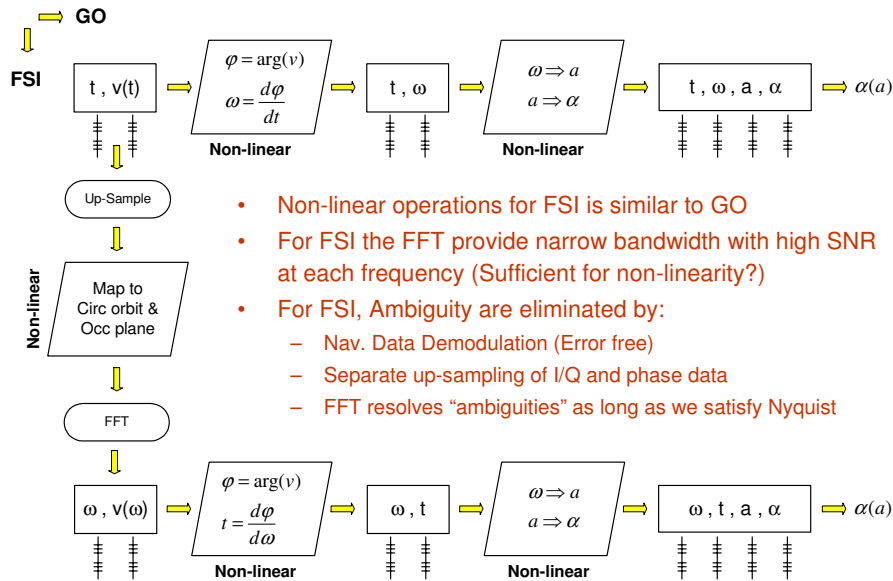 GO
FSI
t , v(t)
φ = arg(v)
ω = dφ/dt
Non-linear
t , ω
ω ⇒ a
a ⇒ α
Non-linear
t , ω, a , α
α(a)
Up-Sample
Non-linear
Map to
Circ orbit &
Occ plane
FFT
• Non-linear operations for FSI is similar to GO
• For FSI the FFT provide narrow bandwidth with high SNR
at each frequency (Sufficient for non-linearity?)
• For FSI, Ambiguity are eliminated by:
– Nav. Data Demodulation (Error free)
– Separate up-sampling of I/Q and phase data
– FFT resolves “ambiguities” as long as we satisfy Nyquist
ω , v(ω)
φ = arg(v)
t = dφ/dω
Non-linear
ω , t
ω ⇒ a
a ⇒ α
Non-linear
ω , t , a , α
α(a)